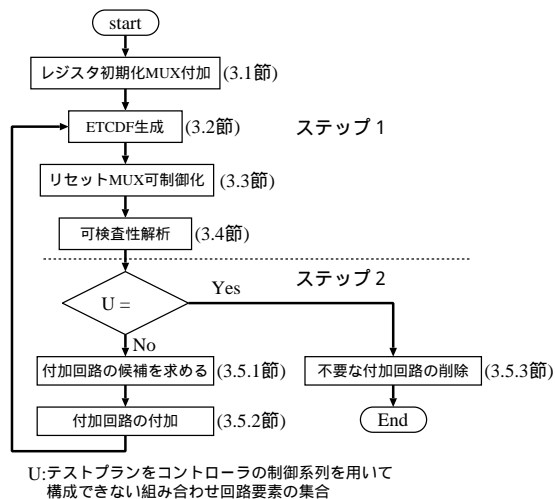 start
レジスタ初期化MUX付加 (3.1節)
ETCDF生成 (3.2節) ステップ 1
リセットMUX可制御化 (3.3節)
可検査性解析 (3.4節)
ステップ 2
U =
Yes
No
付加回路の候補を求める (3.5.1節)
不要な付加回路の削除 (3.5.3節)
付加回路の付加 (3.5.2節)
End
U:テストプランをコントローラの制御系列を用いて
構成できない組み合わせ回路要素の集合